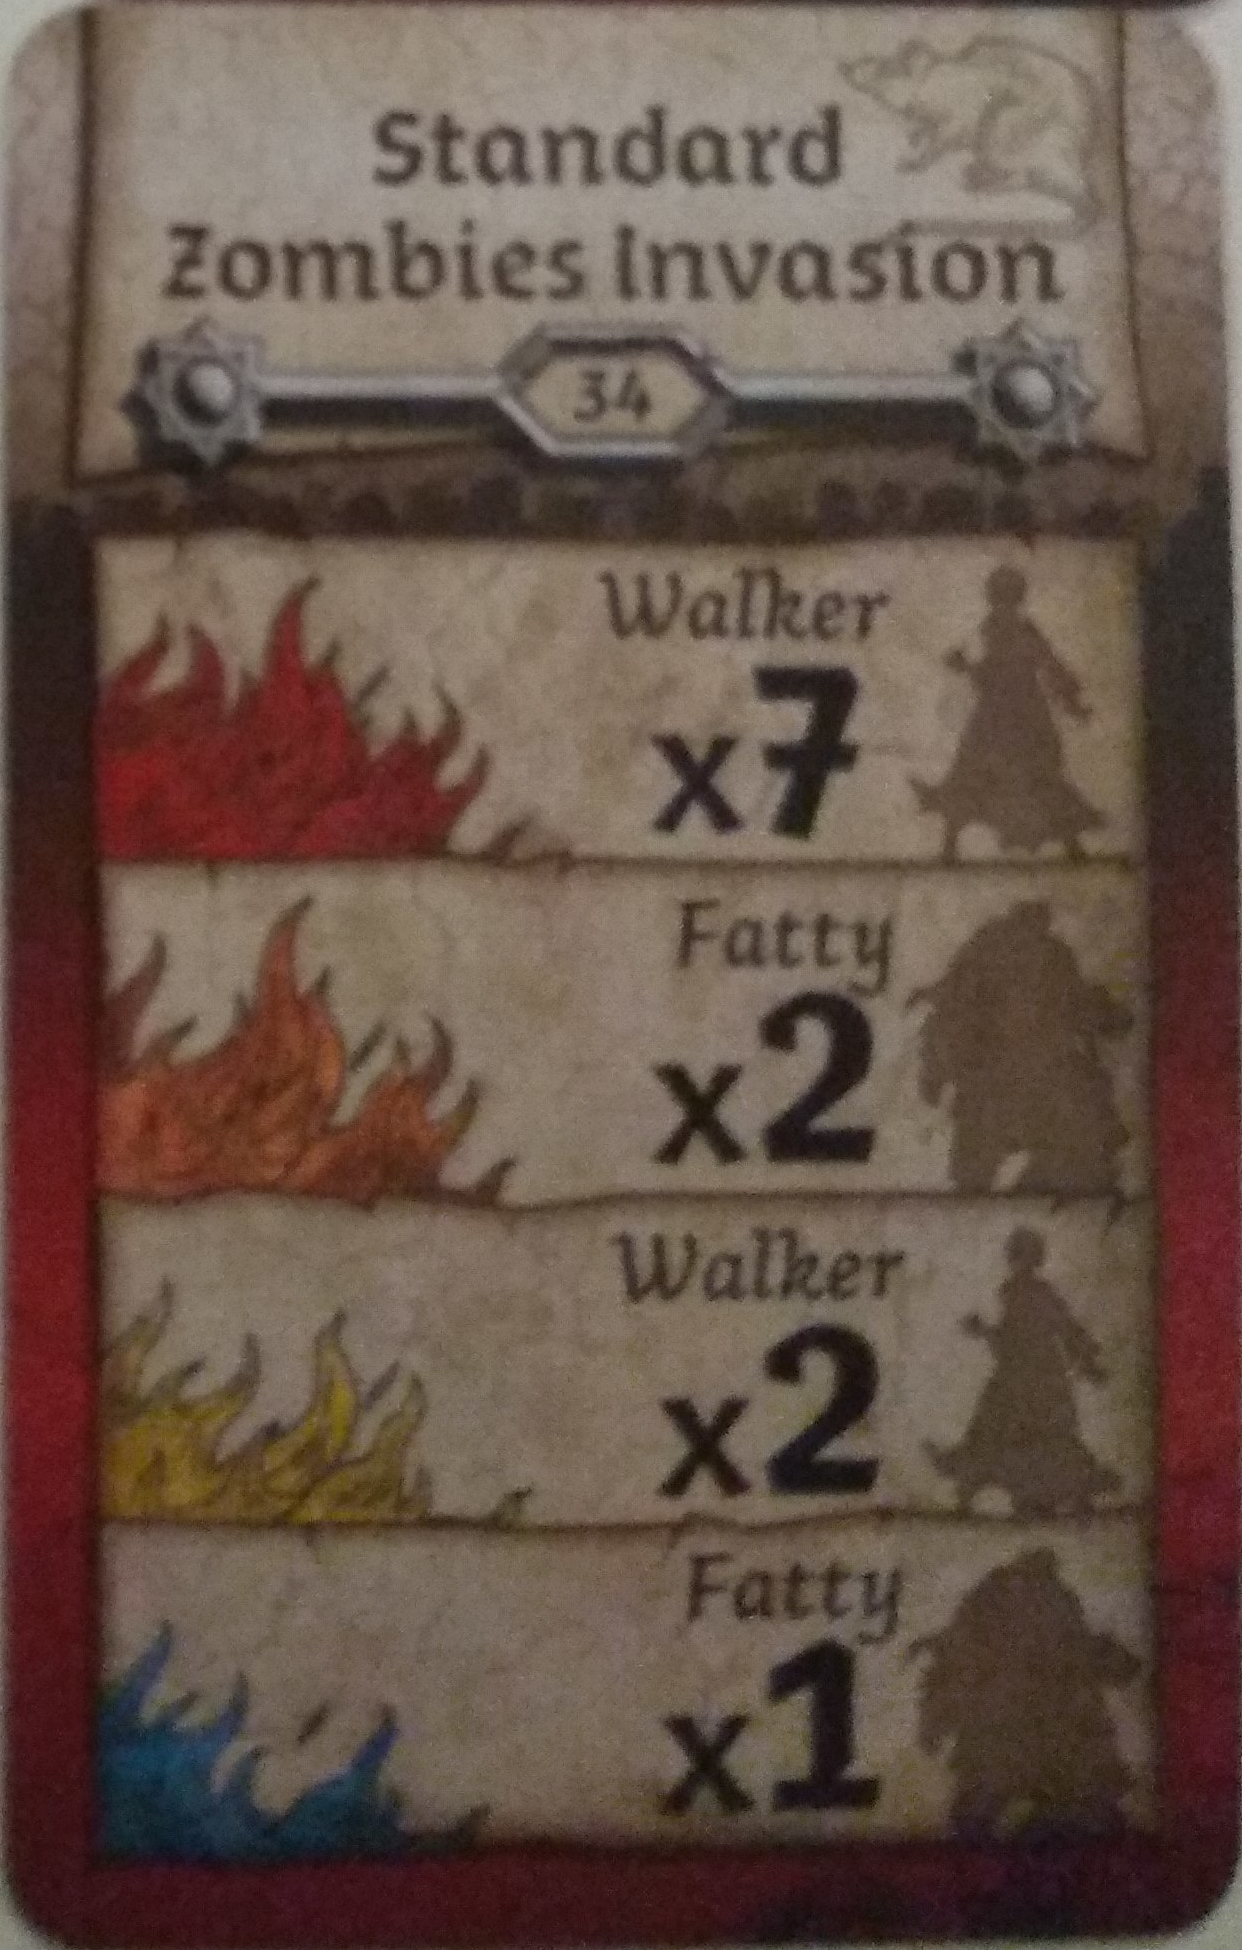 Standard
Zombies Invasion
34
Walker
x7
Fatty
x2
Walker
x2
Fatty
x1